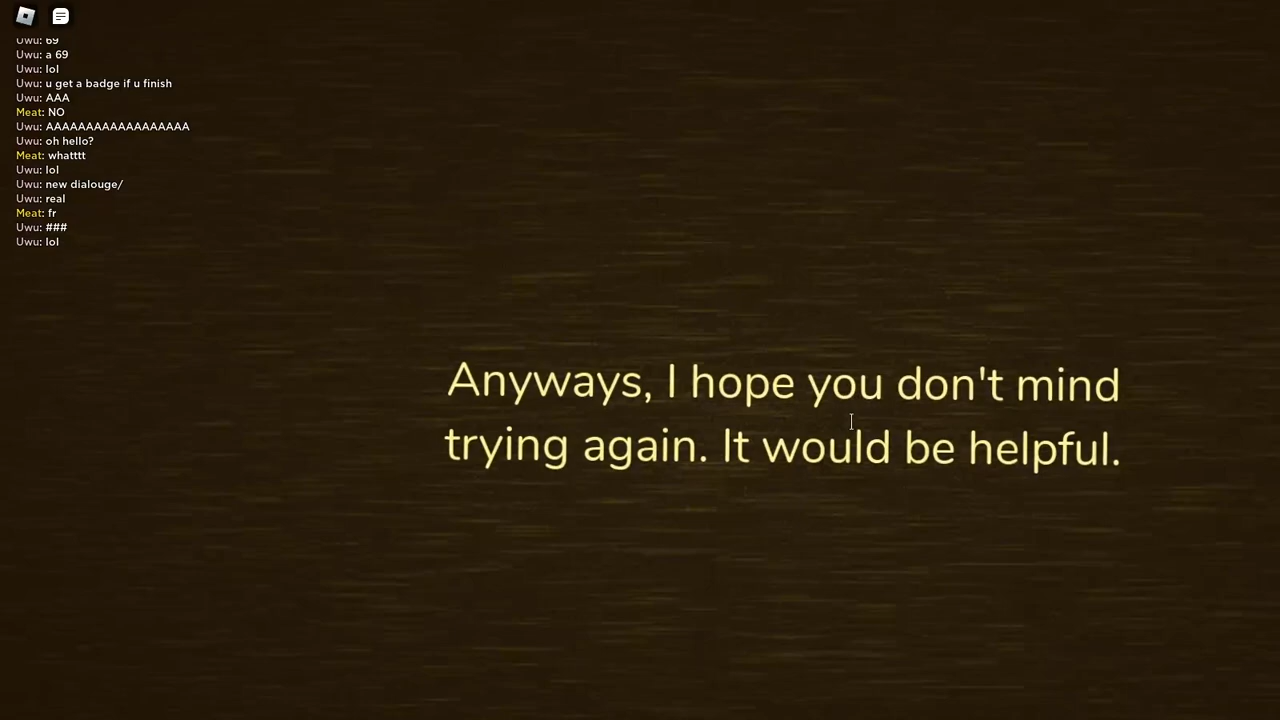 Uwu: 69
Uwu: a 69
Uwu: lol
Uwu: u get a badge if u finish
Uwu: AAA
Meat: NO
Uwu: AAAAAAAAAAAAAAAAAA
Uwu: oh hello?
Meat: whatttt
Uwu: lol
Uwu: new dialouge/
Uwu: real
Meat: fr
Uwu: ###
Uwu: lol
Anyways, I hope you don't mind
trying again. It would be helpful.